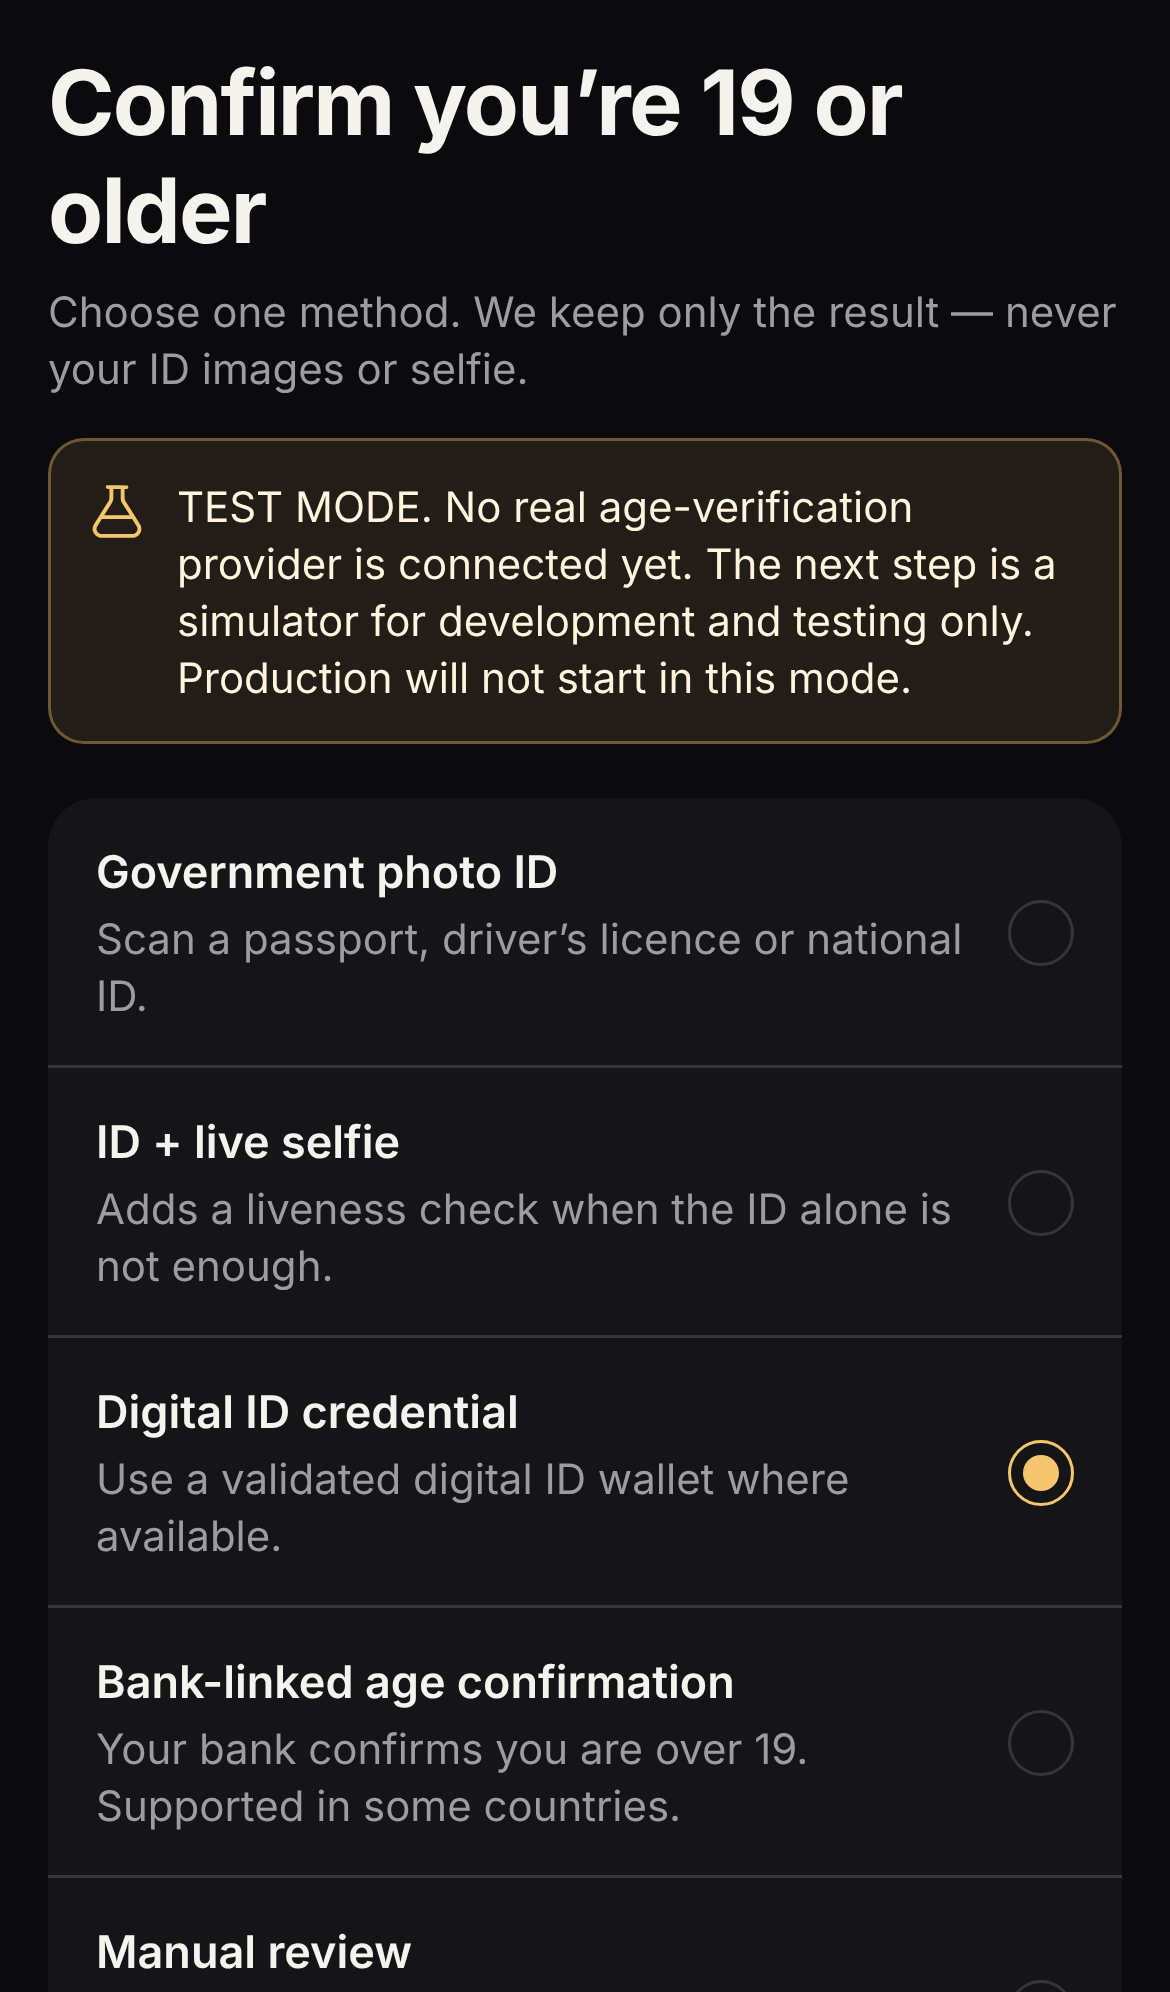 Confirm you’re 19 or
older
Choose one method. We keep only the result — never
your ID images or selfie.
TEST MODE. No real age-verification
provider is connected yet. The next step is a
simulator for development and testing only.
Production will not start in this mode.
Government photo ID
Scan a passport, driver’s licence or national
ID.
ID + live selfie
Adds a liveness check when the ID alone is
not enough.
Digital ID credential
Use a validated digital ID wallet where
available.
Bank-linked age confirmation
Your bank confirms you are over 19.
Supported in some countries.
Manual review